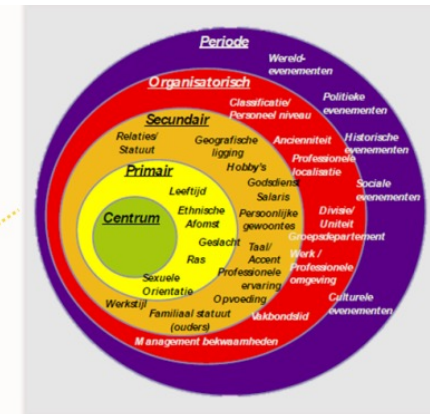 Periode
Wereld-
evenementen
Organisatorisch
Politieke
evenementen
Classificatie/
Personeel niveau
Secundair
Relaties/
Statuut
Geografische
ligging
Ancienniteit
Historische
evenementen
Hobby's
Professionele
localisatie
Primair
Leeftijd
Godsdienst
Salaris
Sociale
evenementen
Centrum
Ethnische
Afomst
Persoonlijke
gewoontes
Divisie/
Uniteit
Groepsdepartement
Geslacht
Taal/
Accent
Werk /
Professionele
omgeving
Ras
Professionele
ervaring
Sexuele
Orientatie
Opvoeding
Culturele
evenementen
Werkstijl
Familiaal statuut
(ouders)
Vakbondslid
Management bekwaamheden